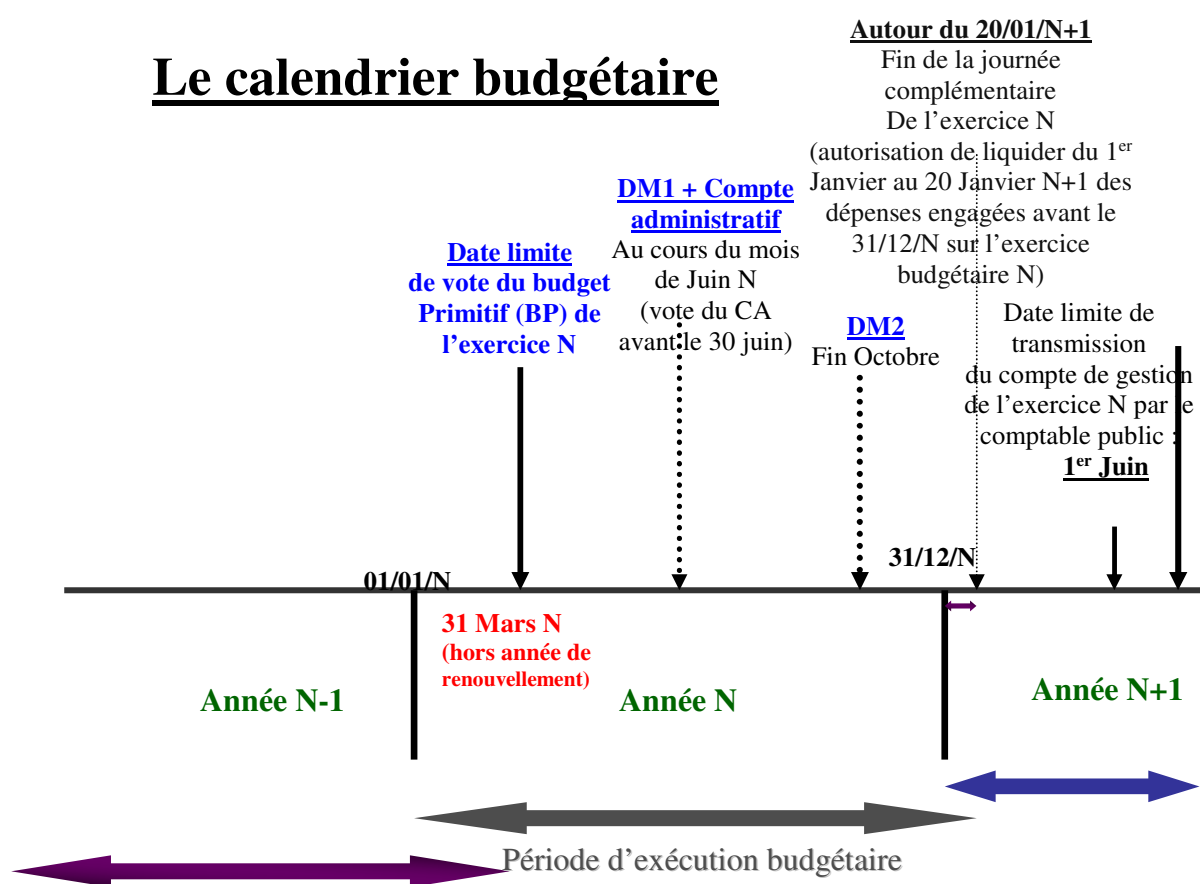 Le calendrier budgétaire
Autour du 20/01/N+1
Fin de la journée
complémentaire
De l'exercice N
(autorisation de liquider du 1er
Janvier au 20 Janvier N+1 des
dépenses engagées avant le
31/12/N sur l'exercice
budgétaire N)
DM1 + Compte
administratif
Au cours du mois
de Juin N
(vote du CA
avant le 30 juin)
Date limite
de vote du budget
Primitif (BP) de
l'exercice N
DM2
Fin Octobre
Date limite de
transmission
du compte de gestion
de l'exercice N par le
comptable public :
1er Juin
01/01/N
31/12/N
31 Mars N
(hors année de
renouvellement)
Année N-1
Année N
Année N+1
Période d'exécution budgétaire